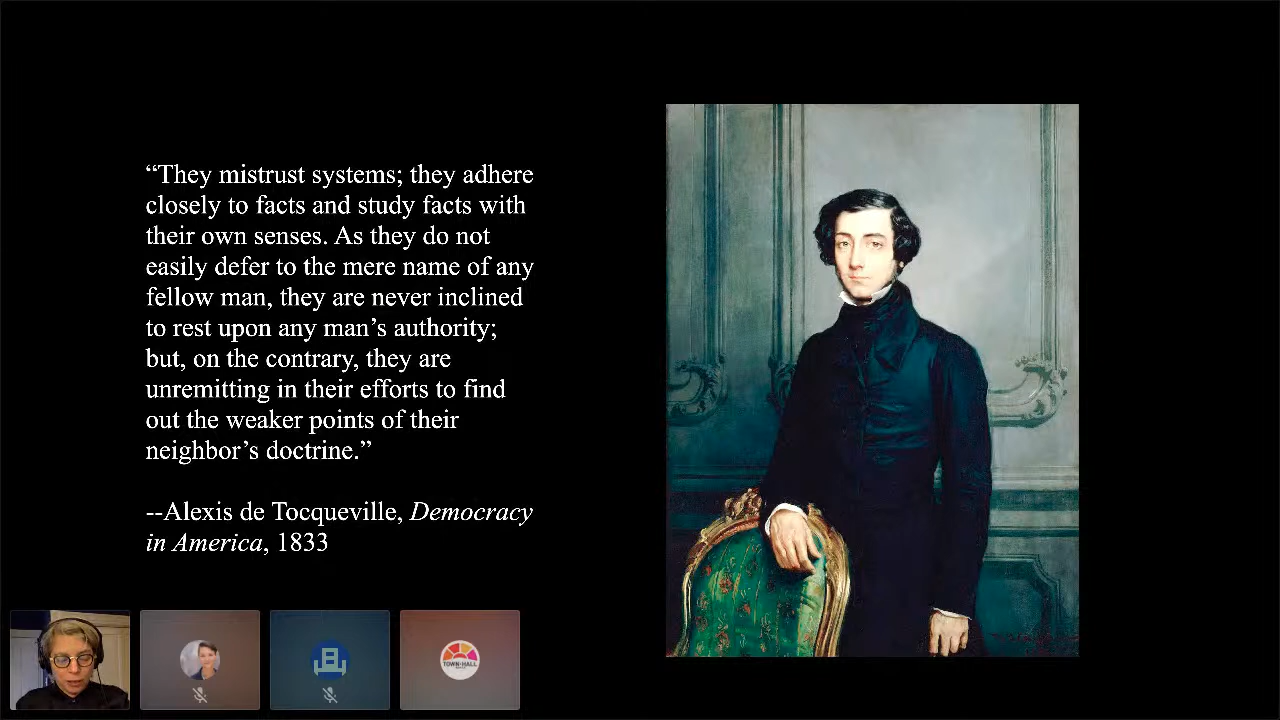 “They mistrust systems; they adhere
closely to facts and study facts with
their own senses. As they do not
easily defer to the mere name of any
fellow man, they are never inclined
to rest upon any man’s authority;
but, on the contrary, they are
unremitting in their efforts to find
out the weaker points of their
neighbor’s doctrine.”
--Alexis de Tocqueville, Democracy
in America, 1833
TOWN HALL